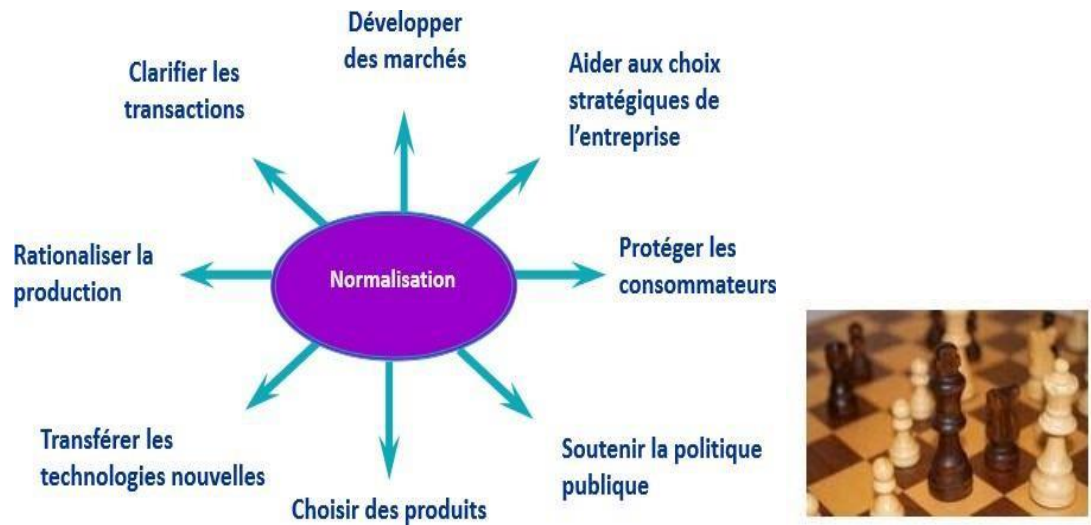 Développer
des marchés
Clarifier les
transactions
Aider aux choix
stratégiques de
l'entreprise
Rationaliser la
production
Normalisation
Protéger les
consommateurs
Transférer les
technologies nouvelles
Choisir des produits
Soutenir la politique
publique